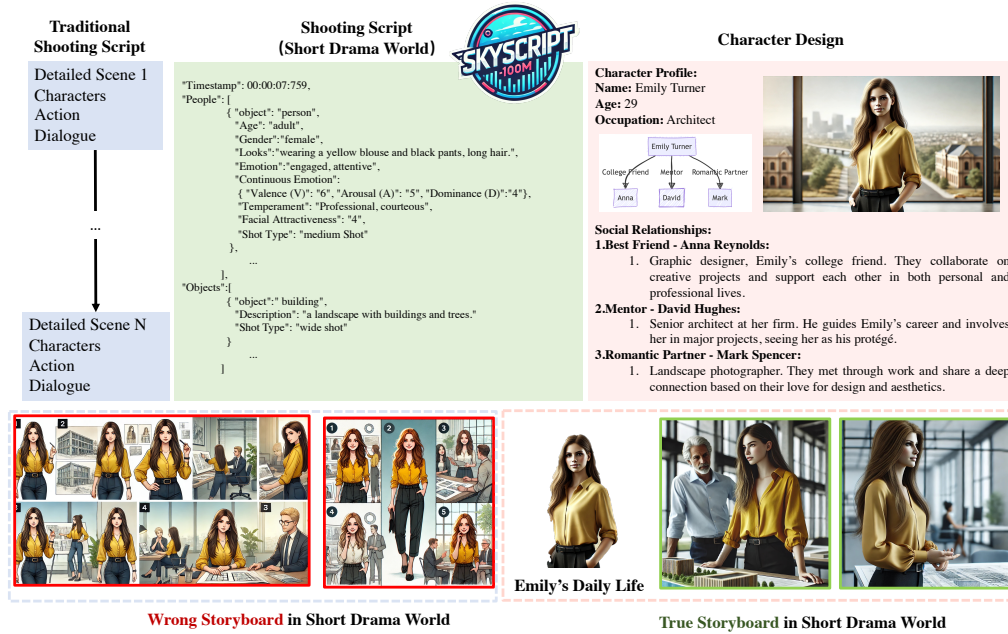 Traditional
Shooting Script
Detailed Scene 1
Characters
Action
Dialogue
...
Detailed Scene N
Characters
Action
Dialogue
Shooting Script
(Short Drama World)
SKYSCRIPT
-100M
"Timestamp": 00:00:07:759,
"People": [
{ "object": "person",
"Age": "adult",
"Gender":"female",
"Looks":"wearing a yellow blouse and black pants, long hair.",
"Emotion":"engaged, attentive",
"Continuous Emotion":
{ "Valence (V)": "6", "Arousal (A)": "5", "Dominance (D)":"4"},
"Temperament": "Professional, courteous",
"Facial Attractiveness": "4",
"Shot Type": "medium Shot"
},
...
],
"Objects":[
{ "object":" building",
"Description": "a landscape with buildings and trees."
"Shot Type": "wide shot"
}
...
]
Character Design
Character Profile:
Name: Emily Turner
Age: 29
Occupation: Architect
Emily Turner
College Friend
Mentor
Romantic Partner
Anna
David
Mark
Social Relationships:
1.Best Friend - Anna Reynolds:
1. Graphic designer, Emily's college friend. They collaborate on
creative projects and support each other in both personal and
professional lives.
2.Mentor - David Hughes:
1. Senior architect at her firm. He guides Emily's career and involves
her in major projects, seeing her as his protégé.
3.Romantic Partner - Mark Spencer:
1. Landscape photographer. They met through work and share a deep
connection based on their love for design and aesthetics.
2
4
3
1
2
3
4
5
Emily's Daily Life
Wrong Storyboard in Short Drama World
True Storyboard in Short Drama World